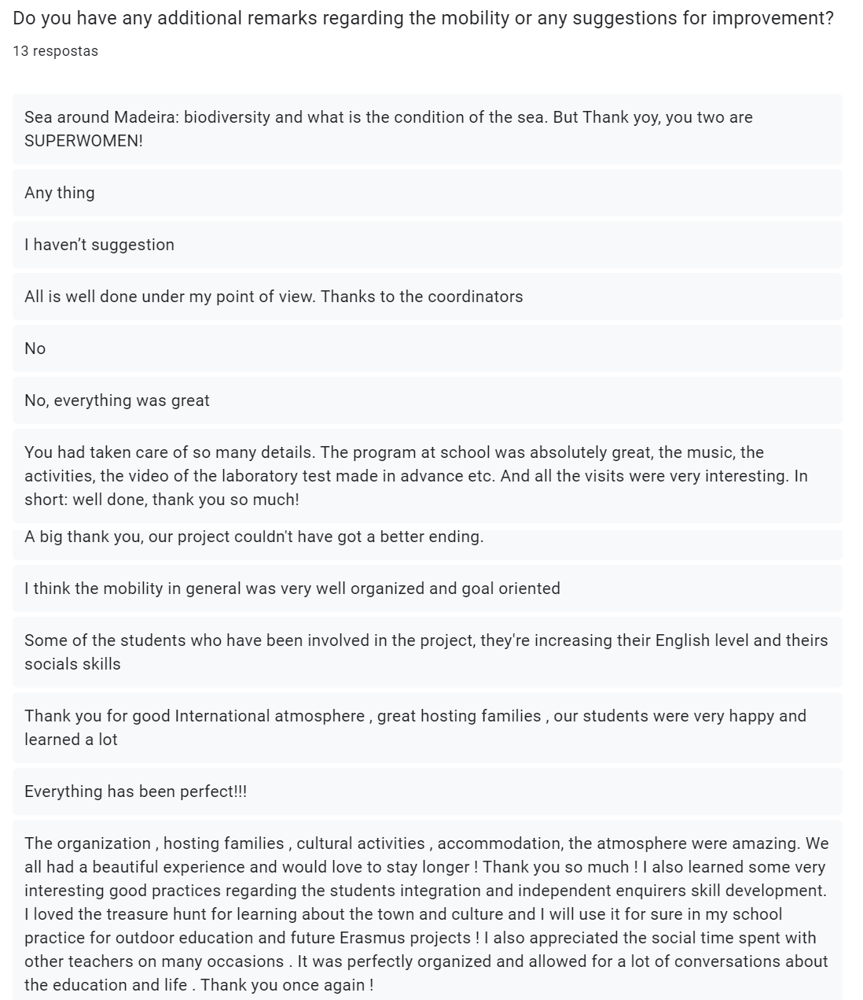 Do you have any additional remarks regarding the mobility or any suggestions for improvement?
13 respostas
Sea around Madeira: biodiversity and what is the condition of the sea. But Thank yoy, you two are
SUPERWOMEN!
Any thing
I haven’t suggestion
All is well done under my point of view. Thanks to the coordinators
No
No, everything was great
You had taken care of so many details. The program at school was absolutely great, the music, the
activities, the video of the laboratory test made in advance etc. And all the visits were very interesting. In
short: well done, thank you so much!
A big thank you, our project couldn't have got a better ending.
I think the mobility in general was very well organized and goal oriented
Some of the students who have been involved in the project, they're increasing their English level and theirs
socials skills
Thank you for good International atmosphere , great hosting families , our students were very happy and
learned a lot
Everything has been perfect!!!
The organization , hosting families , cultural activities , accommodation, the atmosphere were amazing. We
all had a beautiful experience and would love to stay longer ! Thank you so much ! I also learned some very
interesting good practices regarding the students integration and independent enquirers skill development.
I loved the treasure hunt for learning about the town and culture and I will use it for sure in my school
practice for outdoor education and future Erasmus projects ! I also appreciated the social time spent with
other teachers on many occasions . It was perfectly organized and allowed for a lot of conversations about
the education and life . Thank you once again !